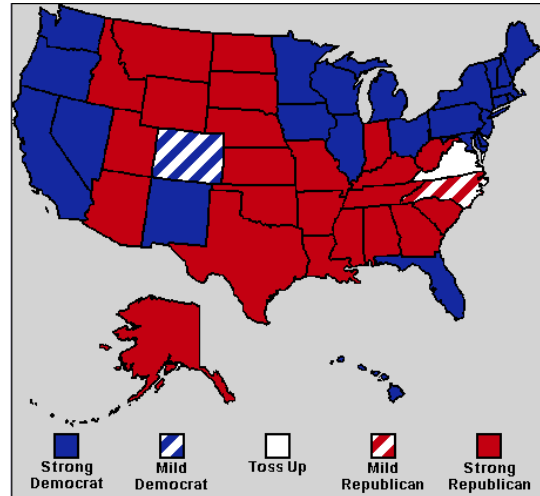 Strong Democrat
Mild Democrat
Toss Up
Mild Republican
Strong Republican